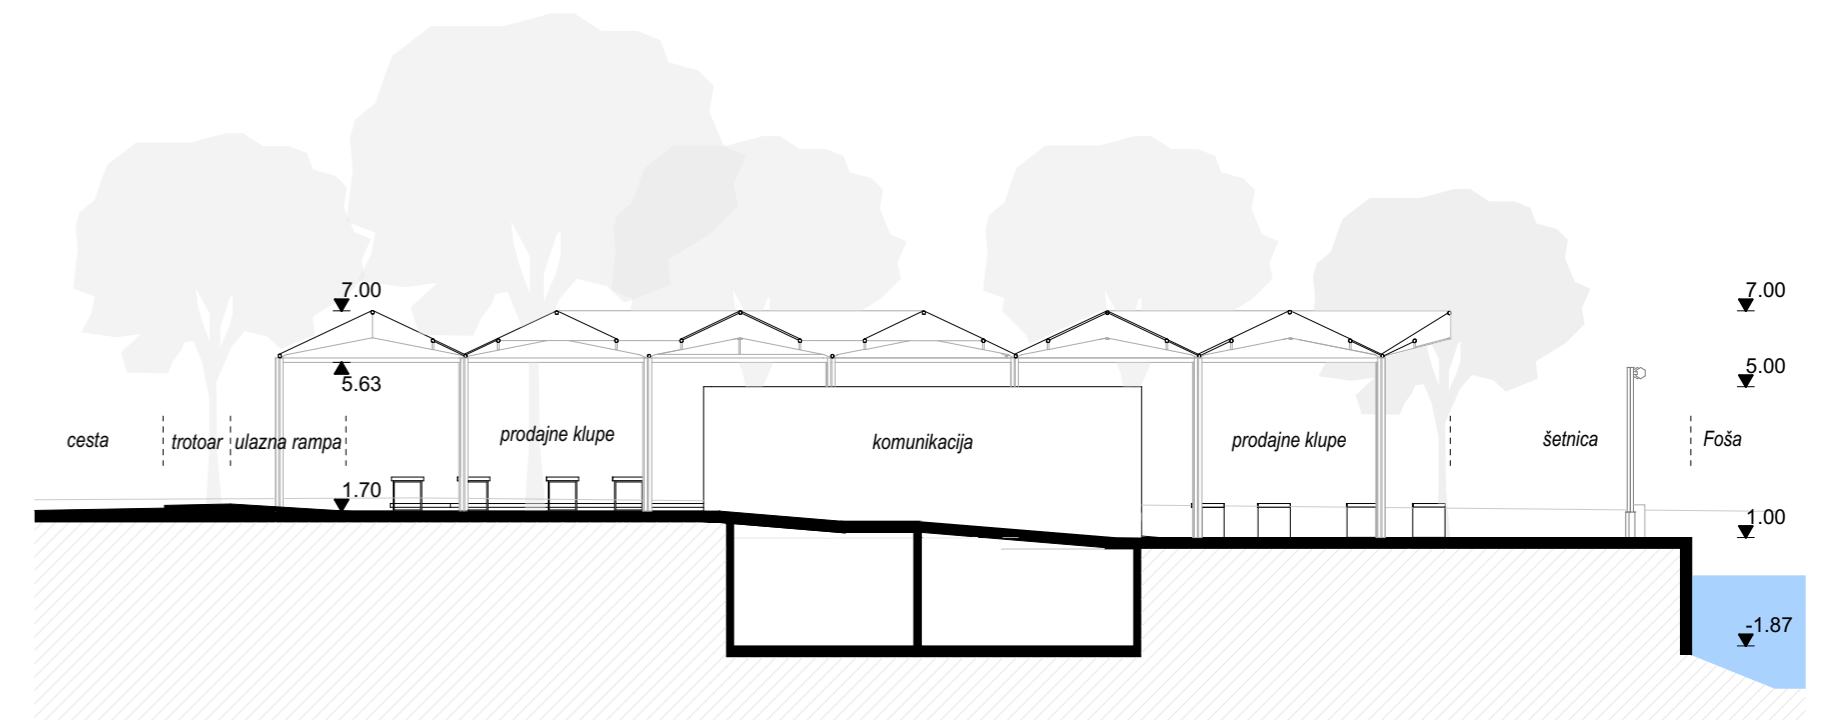 7.00
7.00
5.63
5.00
cesta
trotoar
ulazna rampa
prodajne klupe
komunikacija
prodajne klupe
šetnica
Foša
1.70
1.00
-1.87